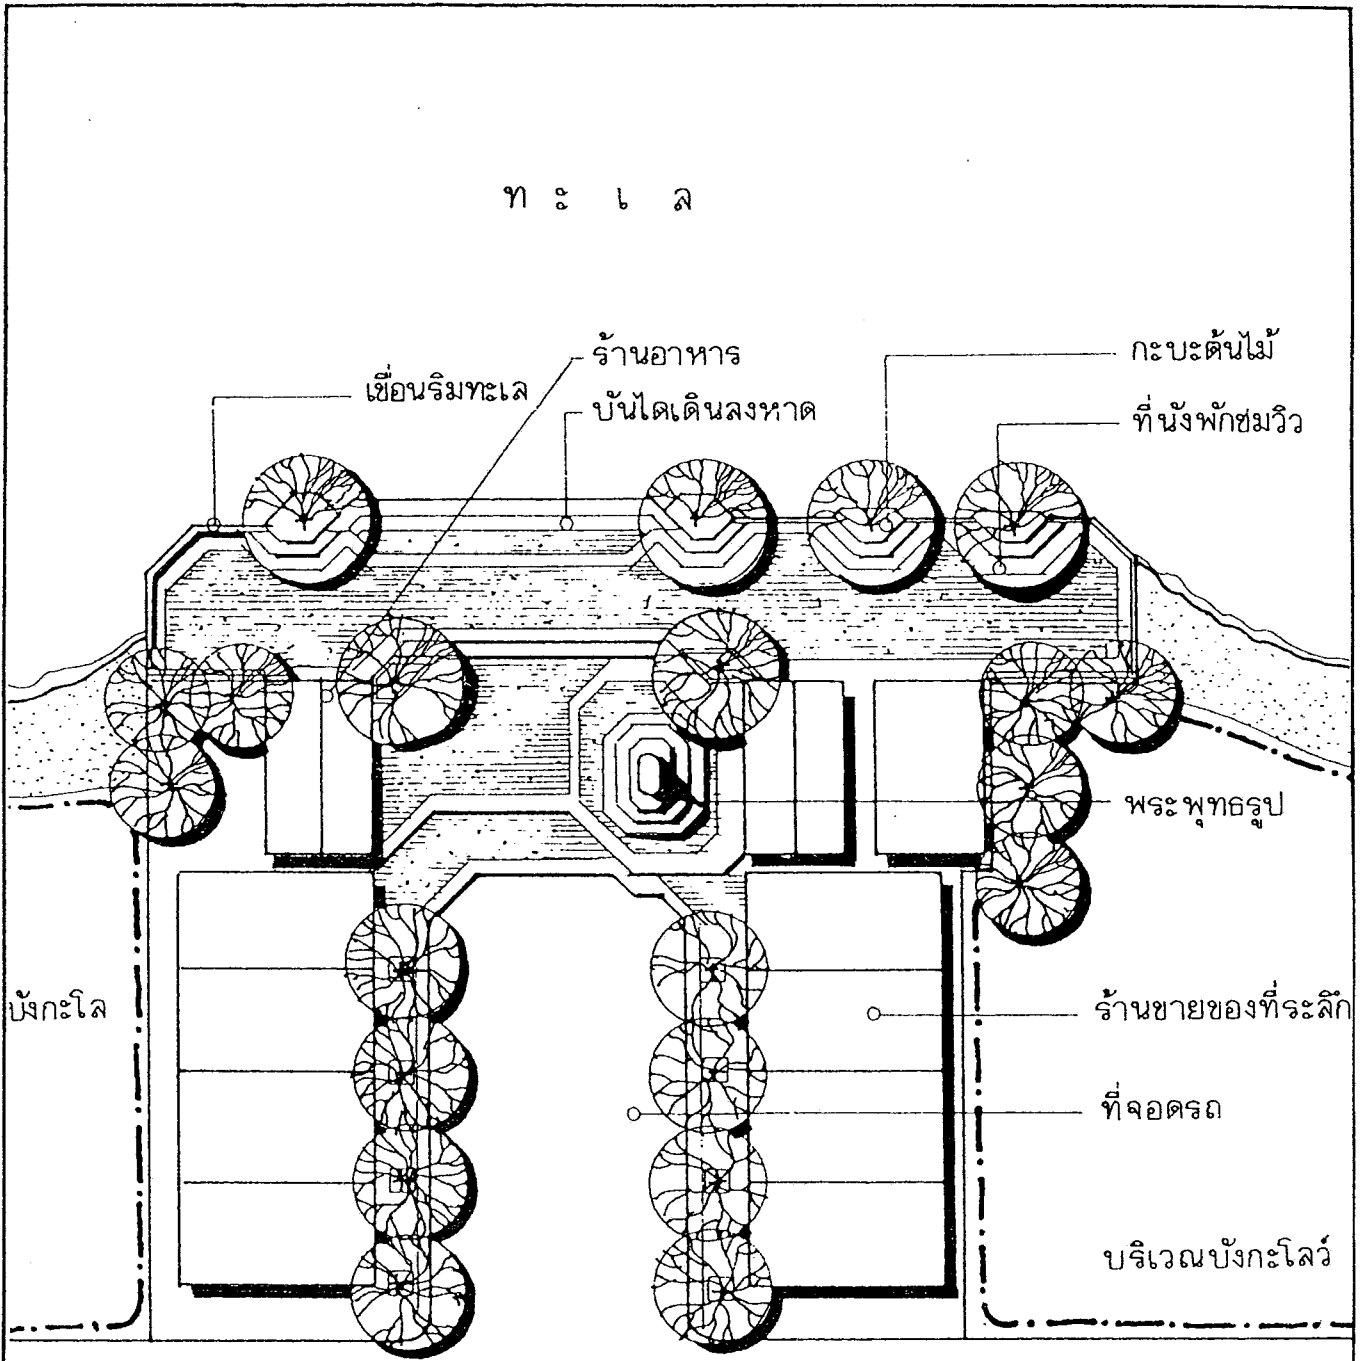 ทะเล
ร้านอาหาร
กะบะต้นไม้
เขื่อนริมทะเล
บันไดเดินลงหาด
ที่นั่งพักชมวิว
พระพุทธรูป
บังกะโล
ร้านขายของที่ระลึก
ที่จอดรถ
บริเวณบังกะโลว์